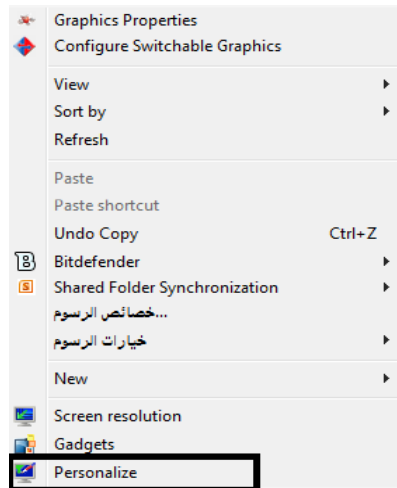 Graphics Properties
Configure Switchable Graphics
View
Sort by
Refresh
Paste
Paste shortcut
Undo Copy Ctrl+Z
Bitdefender
Shared Folder Synchronization
خصائص الرسوم...
خيارات الرسوم
New
Screen resolution
Gadgets
Personalize